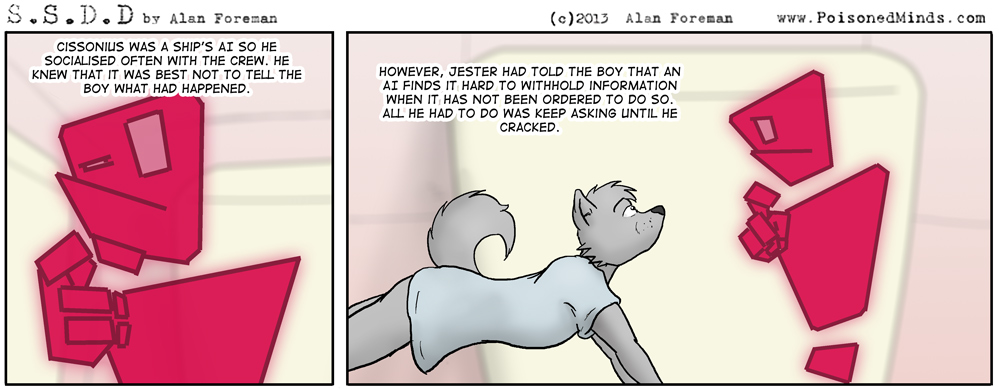 S.S.D.D by Alan Foreman
(c)2013 Alan Foreman
www.PoisonedMinds.com
CISSONIUS WAS A SHIP'S AI SO HE
SOCIALISED OFTEN WITH THE CREW. HE
KNEW THAT IT WAS BEST NOT TO TELL THE
BOY WHAT HAD HAPPENED.
HOWEVER, JESTER HAD TOLD THE BOY THAT AN
AI FINDS IT HARD TO WITHHOLD INFORMATION
WHEN IT HAS NOT BEEN ORDERED TO DO SO.
ALL HE HAD TO DO WAS KEEP ASKING UNTIL HE
CRACKED.